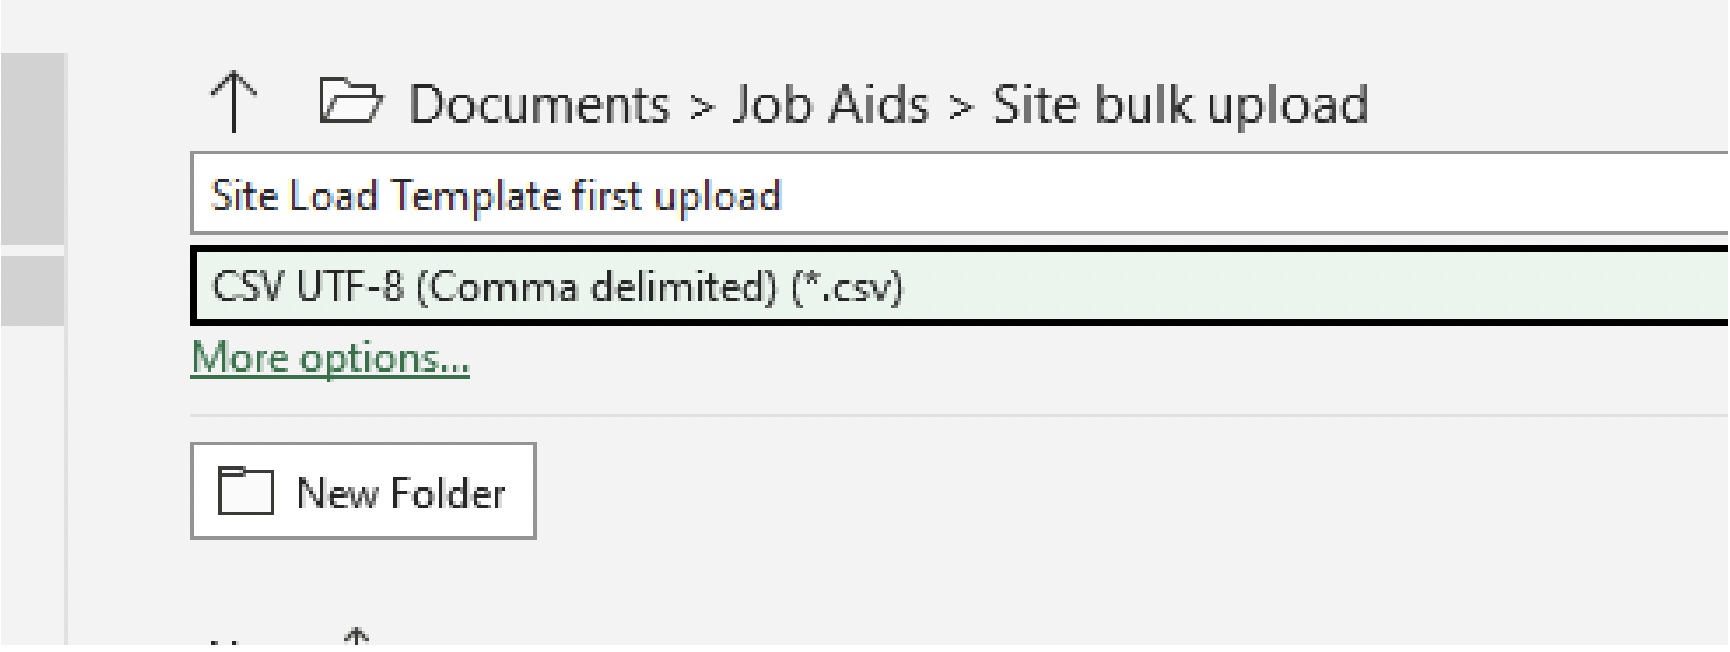 Documents > Job Aids > Site bulk upload
Site Load Template first upload
CSV UTF-8 (Comma delimited) (*.csv)
More options...
New Folder